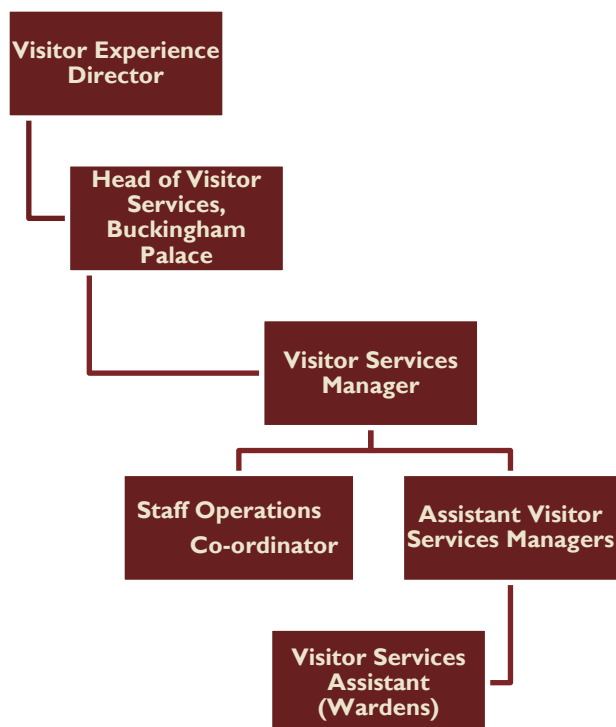 Visitor Experience
Director
Head of Visitor
Services,
Buckingham
Palace
Visitor Services
Manager
Staff Operations
Co-ordinator
Assistant Visitor
Services Managers
Visitor Services
Assistant
(Wardens)